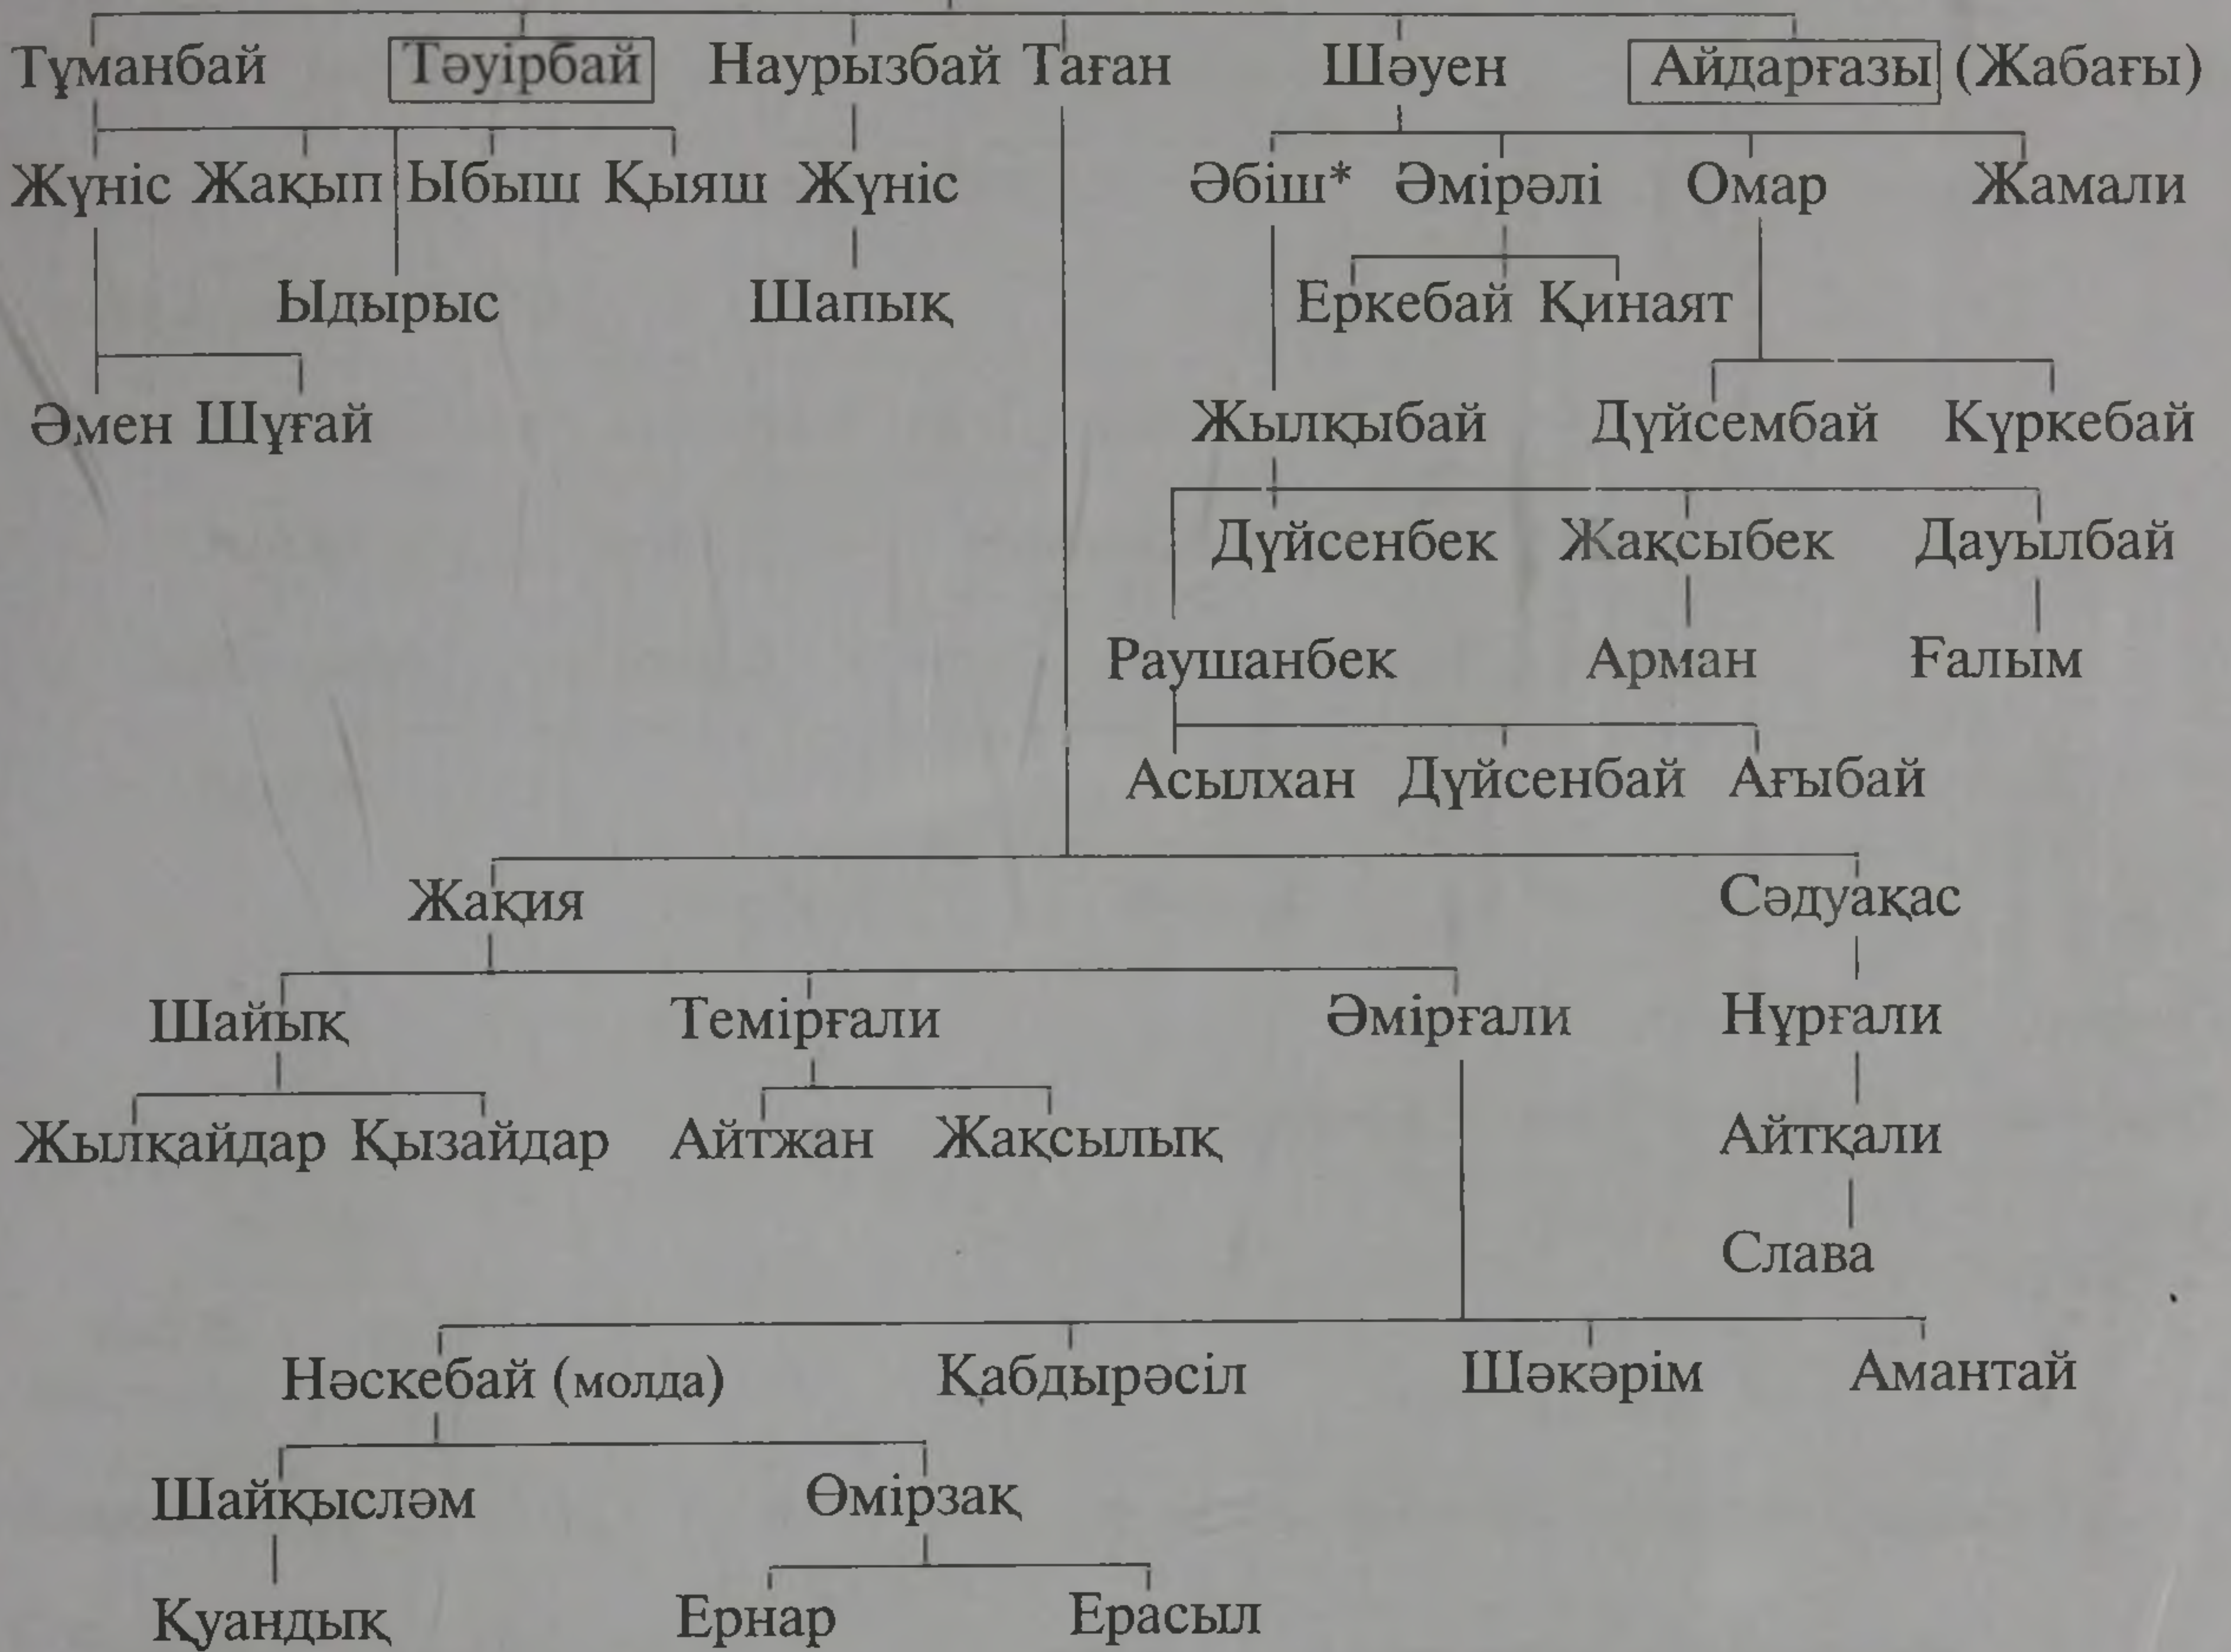 Тұманбай Тәуірбай Наурызбай Таған Шәуен Айдарғазы (Жабағы)
Жүніс Жақып Ыбыш Қыяш Жүніс Әбіш* Әмірәлі Омар Жамали
Ыдырыс Шапық Еркебай Қинаят
Әмен Шұғай Жылқыбай Дүйсембай Күркебай
Дүйсенбек Жақсыбек Дауылбай
Раушанбек Арман Ғалым
Асылхан Дүйсенбай Ағыбай
Жақия Сәдуақас
Шайық Темірғали Әмірғали Нұрғали
Жылқайдар Қызайдар Айтжан Жақсылық Айтқали
Слава
Нәскебай (молда) Қабдырәсіл Шәкәрім Амантай
Шайқысләм Өмірзақ
Қуандық Ернар Ерасыл